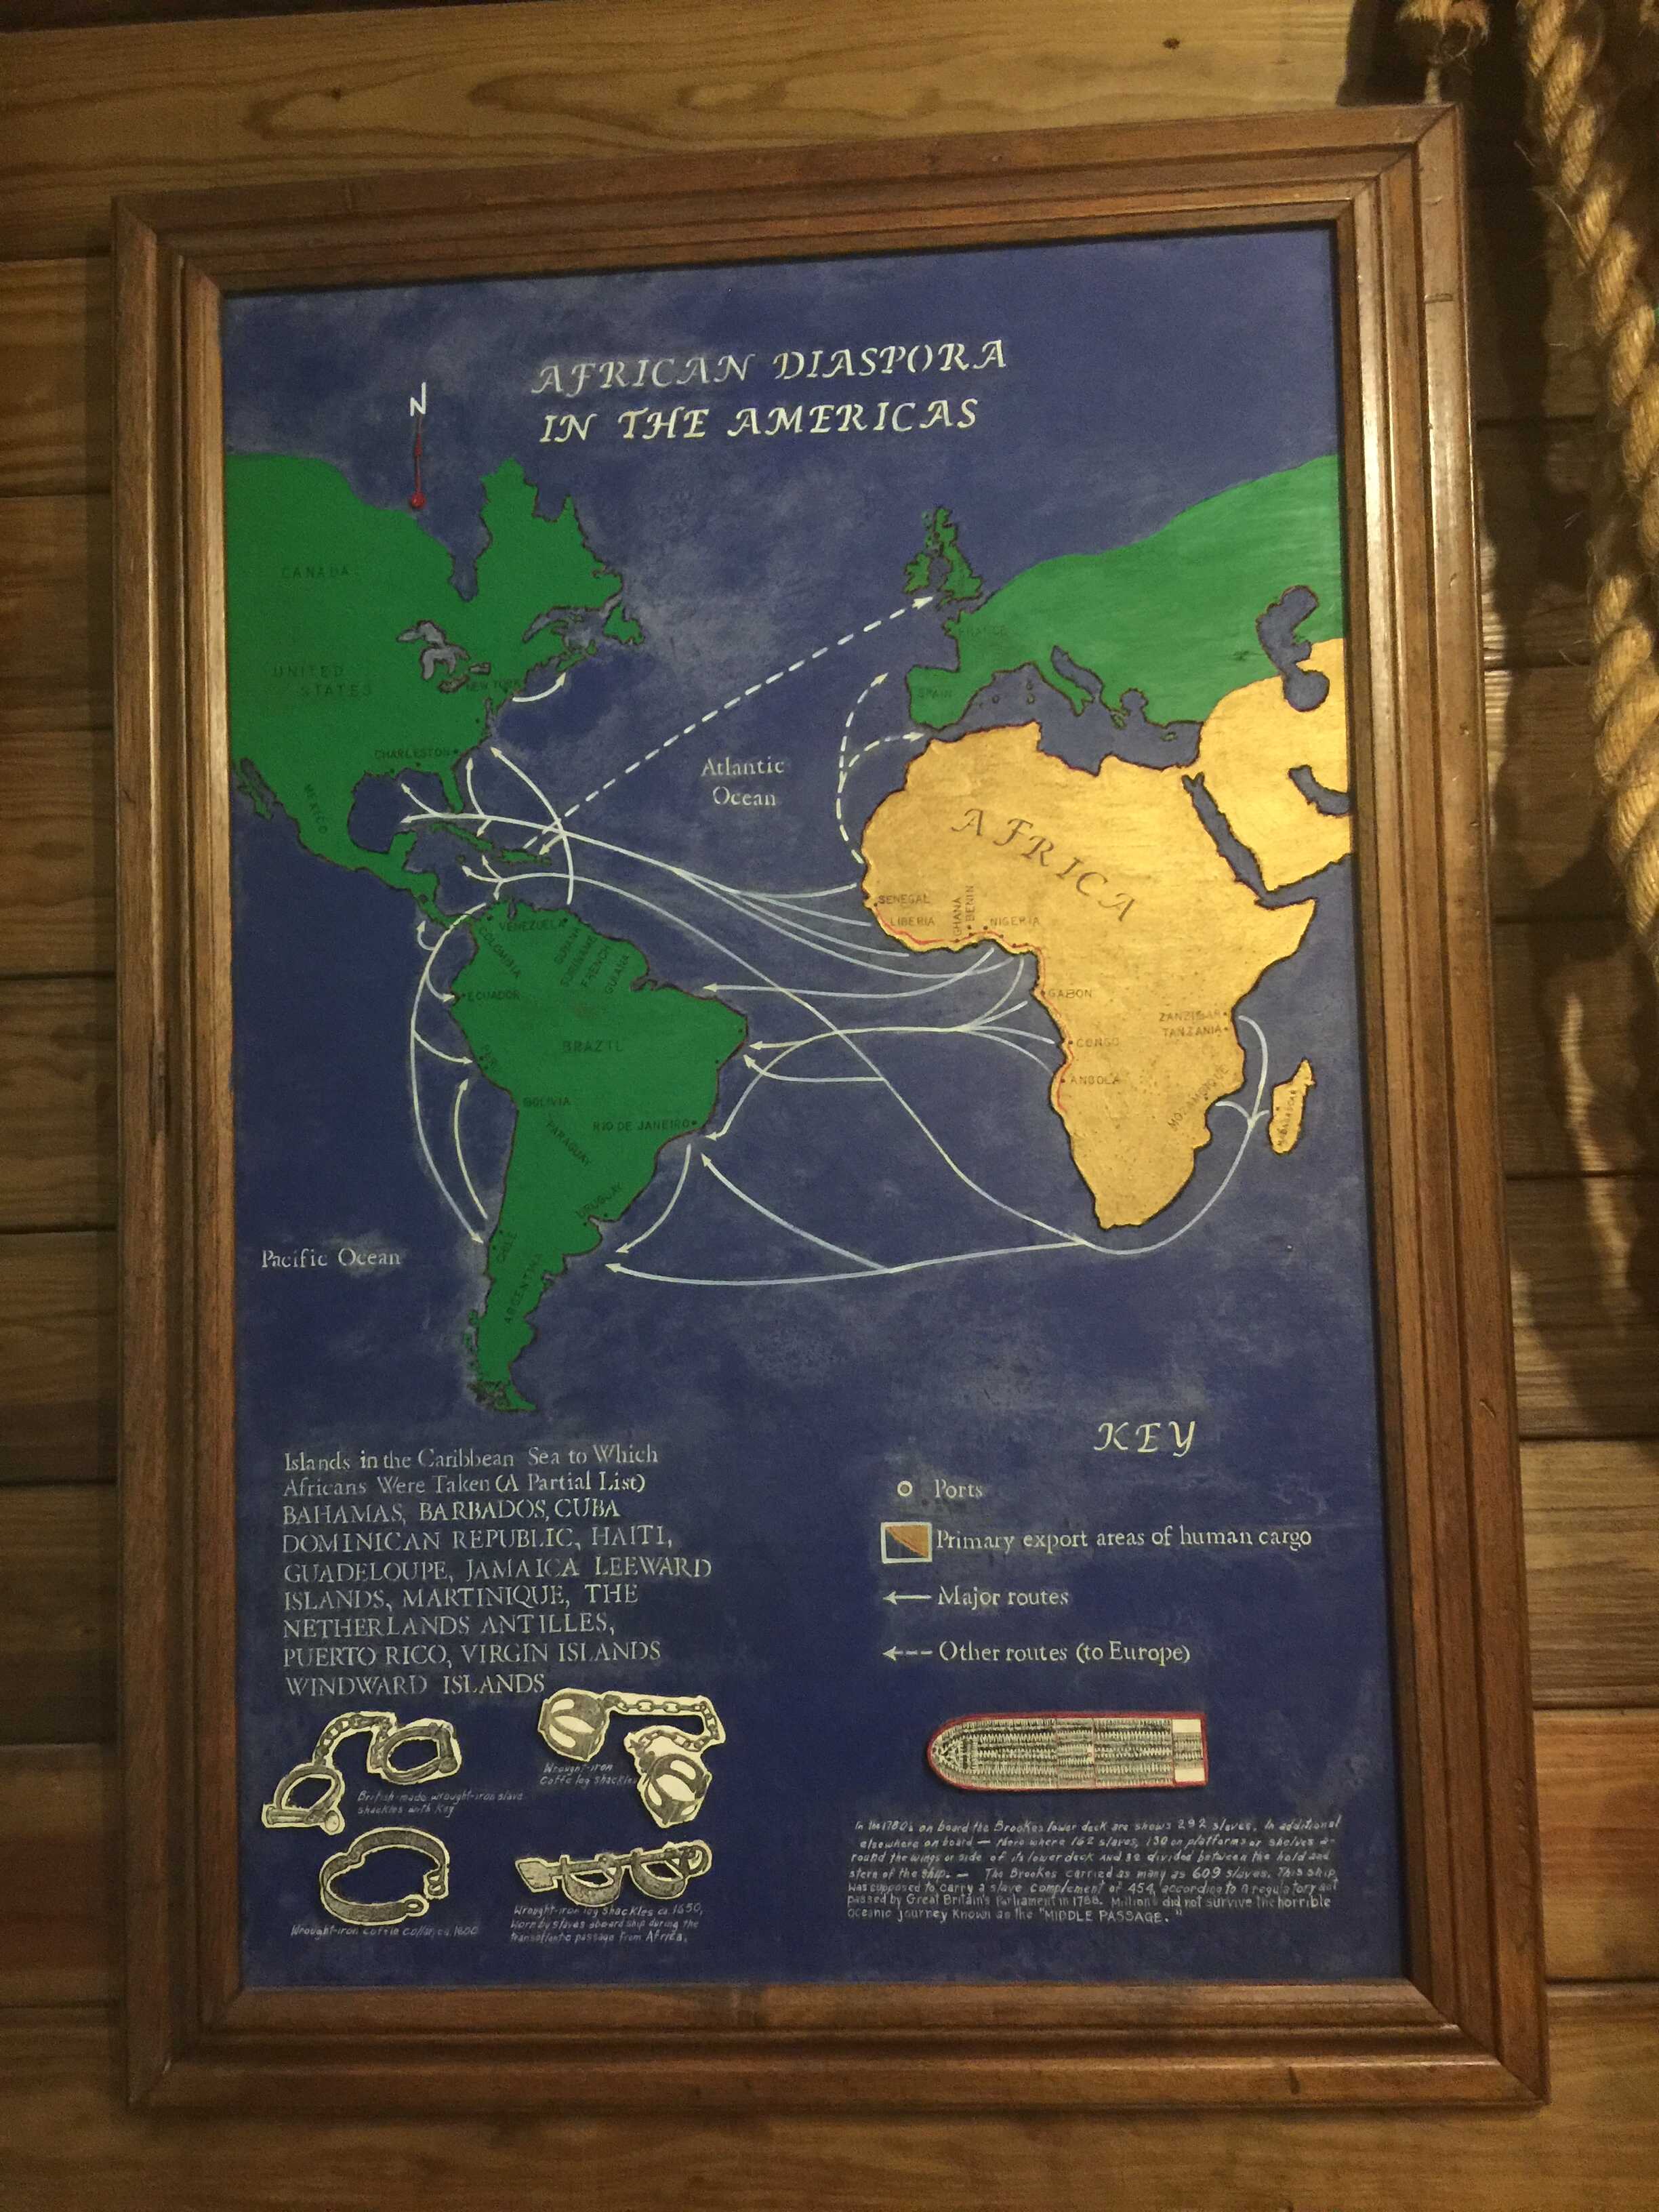 AFRICAN DIASPORA
IN THE AMERICAS
N
CANADA
UNITED
STATES
NEW YORK
CHARLESTON
MEXICO
Atlantic
Ocean
FRANCE
SPAIN
AFRICA
SENEGAL
LIBERIA
GHANA
BENIN
NIGERIA
GABON
CONGO
ANGOLA
ZANZIBAR
TANZANIA
MOZAMBIQUE
MADAGASCAR
VENEZUELA
COLOMBIA
GUYANA
SURINAME
FRENCH
GUIANA
ECUADOR
PERU
BRAZIL
BOLIVIA
RIO DE JANEIRO
PARAGUAY
URUGUAY
CHILE
ARGENTINA
Pacific Ocean
Islands in the Caribbean Sea to Which
Africans Were Taken (A Partial List)
BAHAMAS, BARBADOS, CUBA
DOMINICAN REPUBLIC, HAITI,
GUADELOUPE, JAMAICA LEEWARD
ISLANDS, MARTINIQUE, THE
NETHERLANDS ANTILLES,
PUERTO RICO, VIRGIN ISLANDS
WINDWARD ISLANDS
KEY
Ports
Primary export areas of human cargo
Major routes
Other routes (to Europe)
British-made wrought-iron slave
shackles with Key
Wrought-iron
leg shackles
Wrought-iron collar, ca. 1600
Wrought-iron leg shackles ca. 1650,
Worn by slaves aboard ship during the
transatlantic passage from Africa.
In the 1780s on board the Brookes lower deck are shows 292 slaves. In additional
elsewhere on board — there where 162 slaves, 130 on platforms or shelves a-
round the wings or side of its lower deck and 32 divided between the hold and
stern of the ship. — The Brookes carried as many as 609 slaves. This ship
was supposed to carry a slave complement of 454, according to a regulatory act
passed by Great Britain's Parliament in 1788. Millions did not survive the horrible
oceanic journey known as the "MIDDLE PASSAGE."